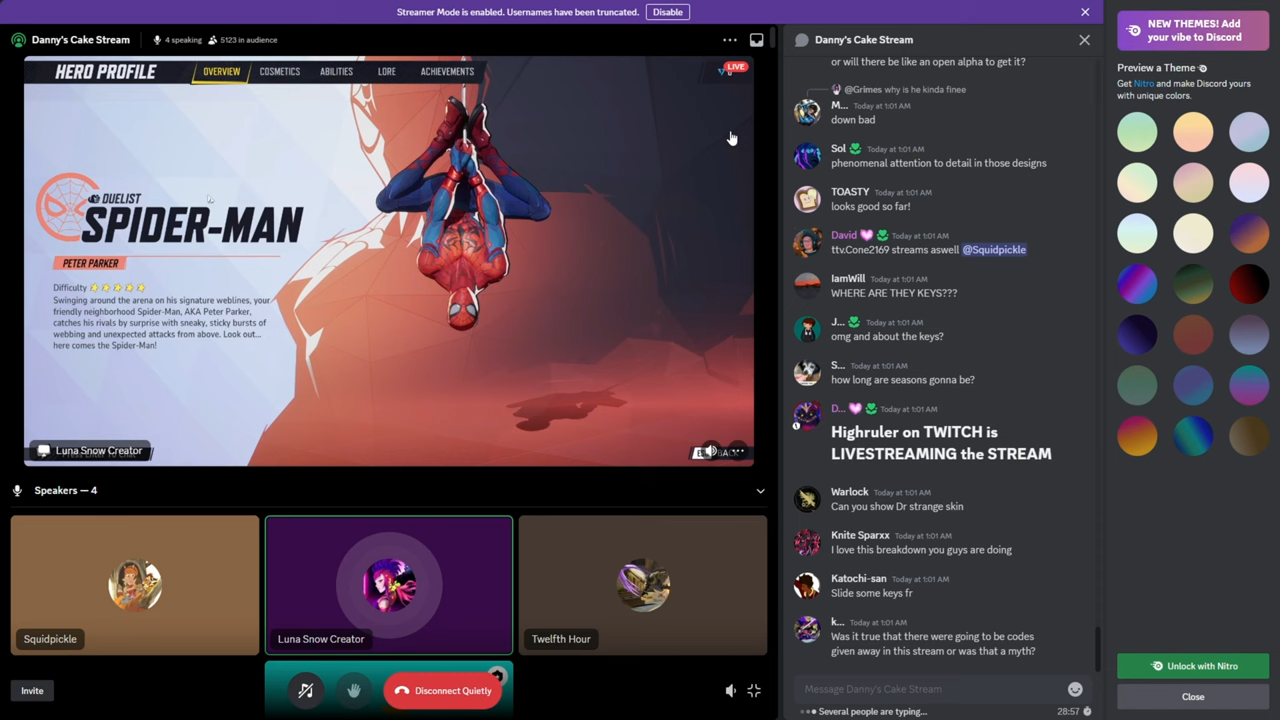 Streamer Mode is enabled. Usernames have been truncated. Disable
Danny's Cake Stream 4 speaking 5123 in audience
HERO PROFILE OVERVIEW COSMETICS ABILITIES LORE ACHIEVEMENTS
LIVE
DUELIST
SPIDER-MAN
PETER PARKER
Difficulty
Swinging around the arena on his signature weblines, your
friendly neighborhood Spider-Man, AKA Peter Parker,
catches his rivals by surprise with sneaky, sticky bursts of
webbing and unexpected attacks from above. Look out...
here comes the Spider-Man!
Luna Snow Creator
BACK
Speakers — 4
Squidpickle
Luna Snow Creator
Twelfth Hour
Invite
Disconnect Quietly
Danny's Cake Stream
or will there be like an open alpha to get it?
@Grimes why is he kinda finee
M... Today at 1:01 AM
down bad
Sol Today at 1:01 AM
phenomenal attention to detail in those designs
TOASTY Today at 1:01 AM
looks good so far!
David Today at 1:01 AM
ttv.Cone2169 streams aswell @Squidpickle
IamWill Today at 1:01 AM
WHERE ARE THEY KEYS???
J... Today at 1:01 AM
omg and about the keys?
S... Today at 1:01 AM
how long are seasons gonna be?
D... Today at 1:01 AM
Highruler on TWITCH is
LIVESTREAMING the STREAM
Warlock Today at 1:01 AM
Can you show Dr strange skin
Knite Sparxx Today at 1:01 AM
I love this breakdown you guys are doing
Katochi-san Today at 1:01 AM
Slide some keys fr
k... Today at 1:01 AM
Was it true that there were going to be codes
given away in this stream or was that a myth?
Message Danny's Cake Stream
Several people are typing... 28:57
NEW THEMES! Add
your vibe to Discord
Preview a Theme
Get Nitro and make Discord yours
with unique colors.
Unlock with Nitro
Close